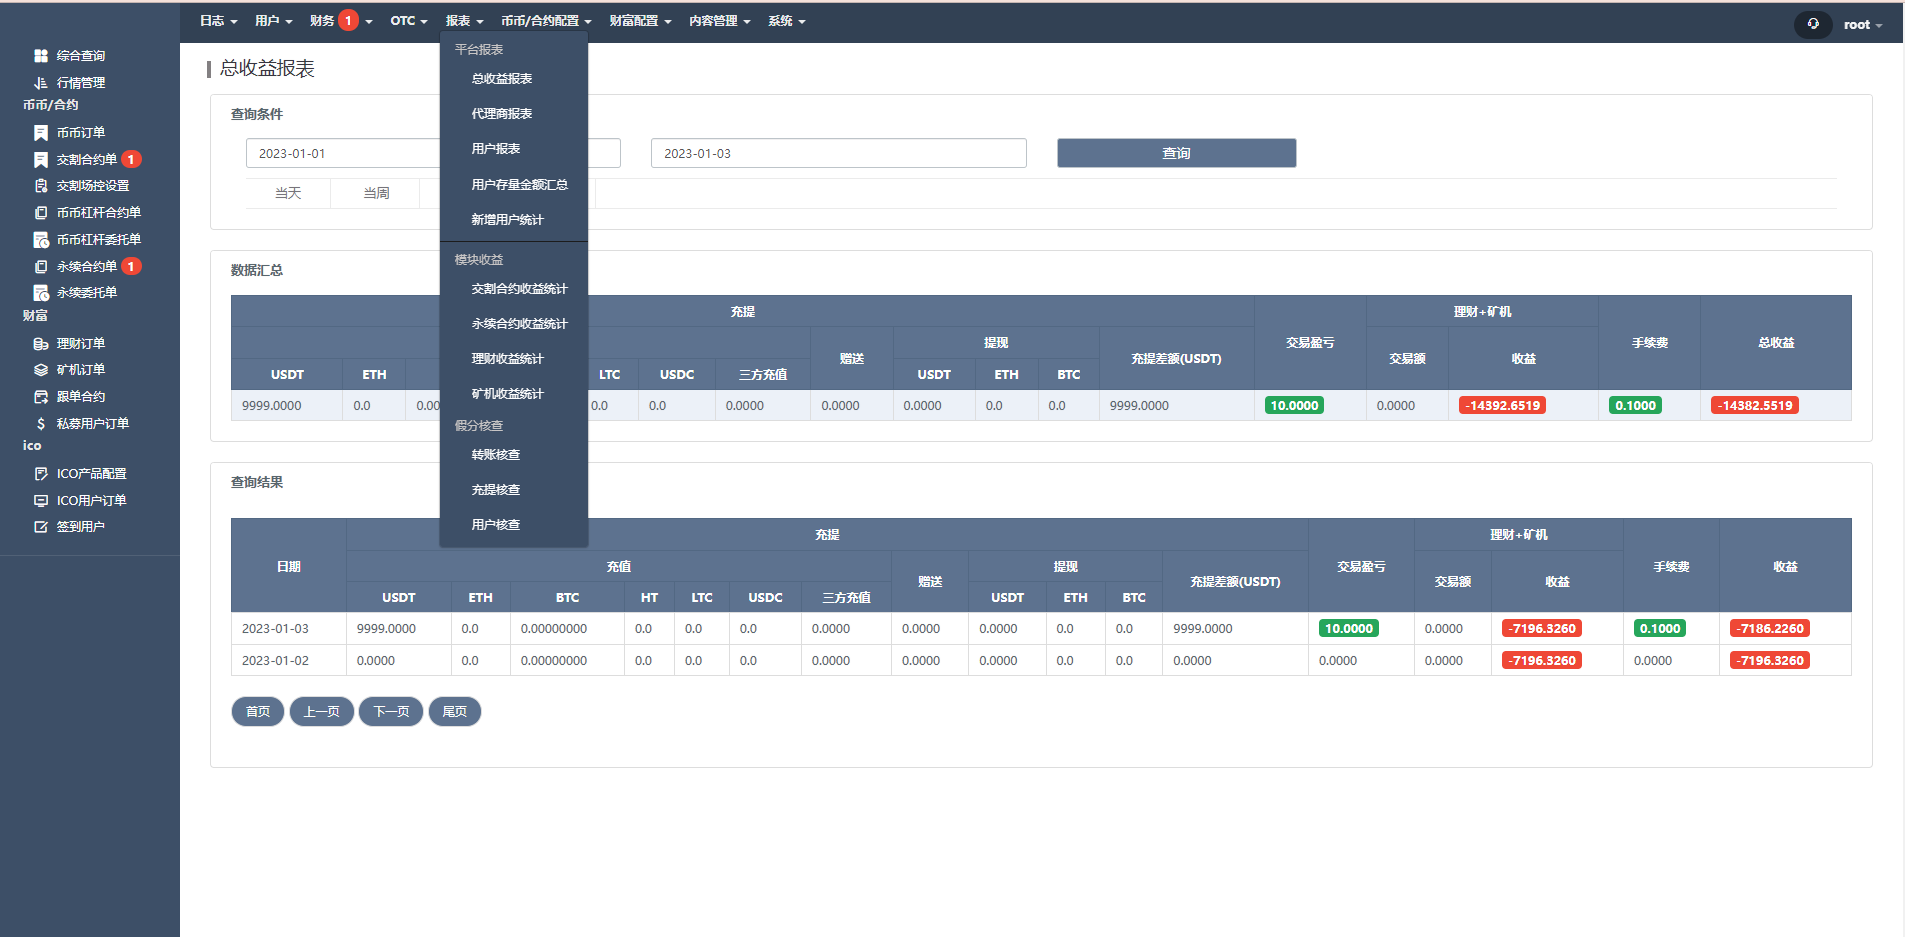 日志 用户 财务 1 OTC 报表 币币/合约配置 财富配置 内容管理 系统 root
综合查询
行情管理
币币/合约
币币订单
交割合约单 1
交割场控设置
币币杠杆合约单
币币杠杆委托单
永续合约单 1
永续委托单
财富
理财订单
矿机订单
跟单合约
私募用户订单
ico
ICO产品配置
ICO用户订单
签到用户
平台报表
总收益报表
代理商报表
用户报表
用户存量金额汇总
新增用户统计
模块收益
交割合约收益统计
永续合约收益统计
理财收益统计
矿机收益统计
假分核查
转账核查
充提核查
用户核查
总收益报表
查询条件
2023-01-01 2023-01-03 查询
当天 当周
数据汇总
充提 交易盈亏 理财+矿机 手续费 总收益
赠送 提现 充提差额(USDT) 交易额 收益
USDT ETH LTC USDC 三方充值 USDT ETH BTC
9999.0000 0.0 0.00 0.0 0.0 0.0000 0.0000 0.0000 0.0 0.0 9999.0000 10.0000 0.0000 -14392.6519 0.1000 -14382.5519
查询结果
日期 充提 交易盈亏 理财+矿机 手续费 收益
充值 赠送 提现 充提差额(USDT) 交易额 收益
USDT ETH BTC HT LTC USDC 三方充值 USDT ETH BTC
2023-01-03 9999.0000 0.0 0.00000000 0.0 0.0 0.0 0.0000 0.0000 0.0000 0.0 0.0 9999.0000 10.0000 0.0000 -7196.3260 0.1000 -7186.2260
2023-01-02 0.0000 0.0 0.00000000 0.0 0.0 0.0 0.0000 0.0000 0.0000 0.0 0.0 0.0000 0.0000 0.0000 -7196.3260 0.0000 -7196.3260
首页 上一页 下一页 尾页